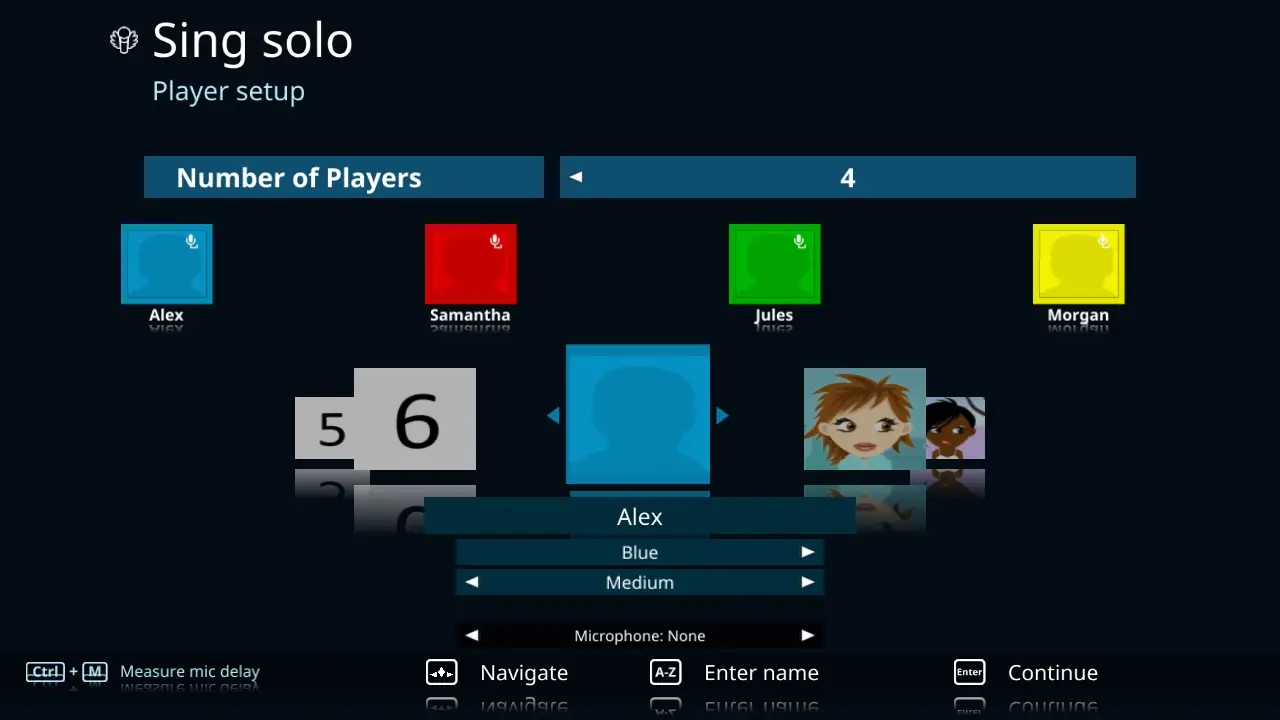 Sing solo
Player setup
Number of Players
4
Alex
Samantha
Jules
Morgan
5
6
Alex
Blue
Medium
Microphone: None
Ctrl + M Measure mic delay
Navigate
A-Z Enter name
Enter Continue